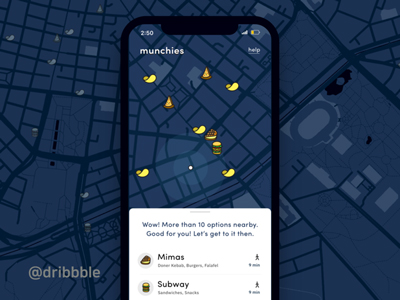 2:50
munchies
help
Wow! More than 10 options nearby.
Good for you! Let's get to it then.
Mimas
Doner Kebab, Burgers, Falafel
9 min
Subway
Sandwiches, Snacks
9 min
@dribbble